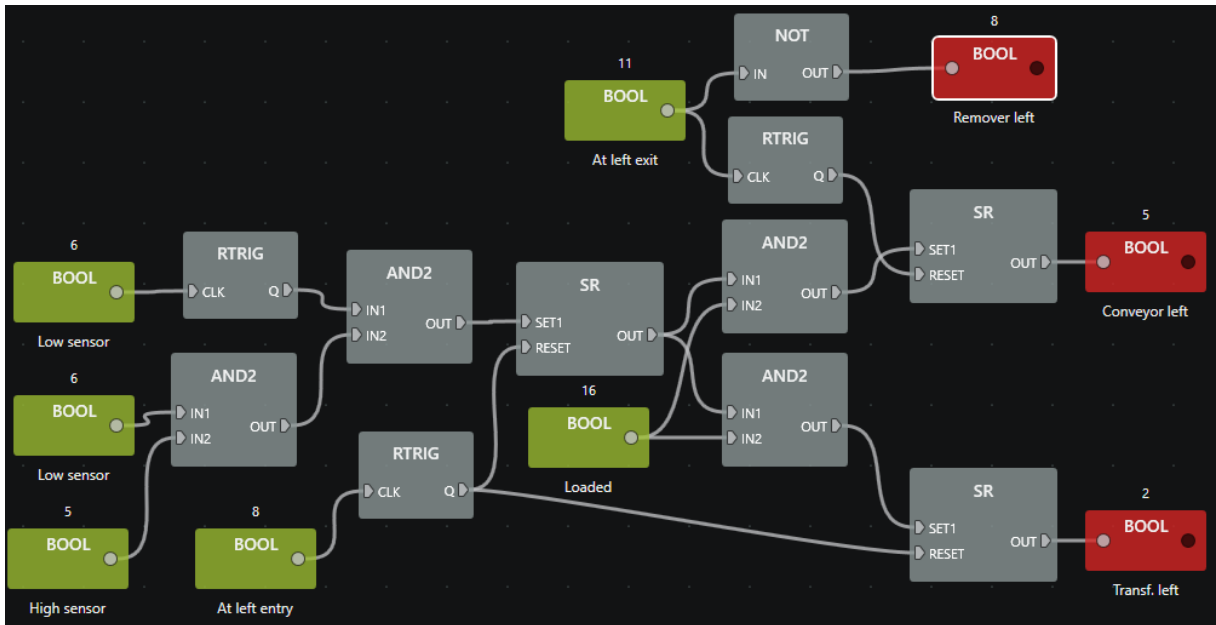 8
NOT
BOOL
11
IN OUT
BOOL
Remover left
RTRIG
At left exit
CLK Q
SR
5
6
AND2
BOOL
RTRIG
SET1
BOOL
AND2
SR
IN1
RESET OUT
CLK Q
IN2 OUT
Conveyor left
IN1
SET1
Low sensor
IN2 OUT
RESET OUT
AND2
6
AND2
16
BOOL
IN1
BOOL
IN1
IN2 OUT
IN2 OUT
RTRIG
Low sensor
Loaded
SR
5
8
CLK Q
2
BOOL
BOOL
SET1
BOOL
RESET OUT
High sensor
At left entry
Transf. left